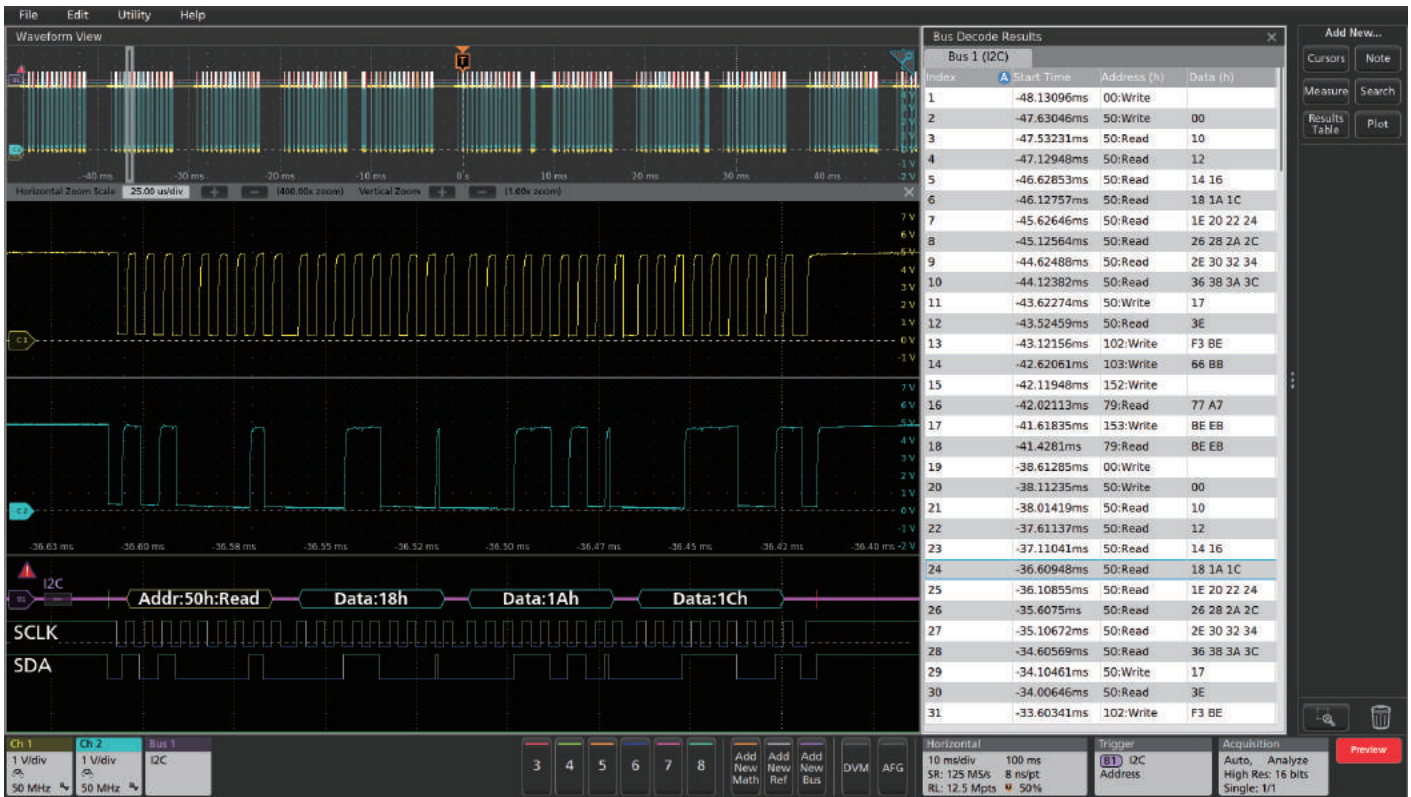 File Edit Utility Help
Waveform View
-40 ms -30 ms -20 ms -10 ms 0 s 10 ms 20 ms 30 ms 40 ms
-1 V
-2 V
Horizontal Zoom Scale 25.00 us/div + - (400.00x zoom) Vertical Zoom + - (1.00x zoom)
7 V
6 V
5 V
4 V
3 V
2 V
1 V
0 V
-1 V
C1
7 V
6 V
5 V
4 V
3 V
2 V
1 V
0 V
-1 V
-2 V
C2
-36.63 ms -36.60 ms -36.58 ms -36.55 ms -36.52 ms -36.50 ms -36.47 ms -36.45 ms -36.42 ms -36.40 ms
I2C
B1 Addr:50h:Read Data:18h Data:1Ah Data:1Ch
SCLK
SDA
Bus Decode Results
Bus 1 (I2C)
Index Start Time Address (h) Data (h)
1 -48.13096ms 00:Write
2 -47.63046ms 50:Write 00
3 -47.53231ms 50:Read 10
4 -47.12948ms 50:Read 12
5 -46.62853ms 50:Read 14 16
6 -46.12757ms 50:Read 18 1A 1C
7 -45.62646ms 50:Read 1E 20 22 24
8 -45.12564ms 50:Read 26 28 2A 2C
9 -44.62488ms 50:Read 2E 30 32 34
10 -44.12382ms 50:Read 36 38 3A 3C
11 -43.62274ms 50:Write 17
12 -43.52459ms 50:Read 3E
13 -43.12156ms 102:Write F3 BE
14 -42.62061ms 103:Write 66 BB
15 -42.11948ms 152:Write
16 -42.02113ms 79:Read 77 A7
17 -41.61835ms 153:Write BE EB
18 -41.4281ms 79:Read BE EB
19 -38.61285ms 00:Write
20 -38.11235ms 50:Write 00
21 -38.01419ms 50:Read 10
22 -37.61137ms 50:Read 12
23 -37.11041ms 50:Read 14 16
24 -36.60948ms 50:Read 18 1A 1C
25 -36.10855ms 50:Read 1E 20 22 24
26 -35.6075ms 50:Read 26 28 2A 2C
27 -35.10672ms 50:Read 2E 30 32 34
28 -34.60569ms 50:Read 36 38 3A 3C
29 -34.10461ms 50:Write 17
30 -34.00646ms 50:Read 3E
31 -33.60341ms 102:Write F3 BE
Add New...
Cursors Note
Measure Search
Results Table Plot
Ch 1
1 V/div
50 MHz
Ch 2
1 V/div
50 MHz
Bus 1
I2C
3 4 5 6 7 8
Add New Math
Add New Ref
Add New Bus
DVM AFG
Horizontal
10 ms/div 100 ms
SR: 125 MS/s 8 ns/pt
RL: 12.5 Mpts 50%
Trigger
B1 I2C
Address
Acquisition
Auto, Analyze
High Res: 16 bits
Single: 1/1
Preview